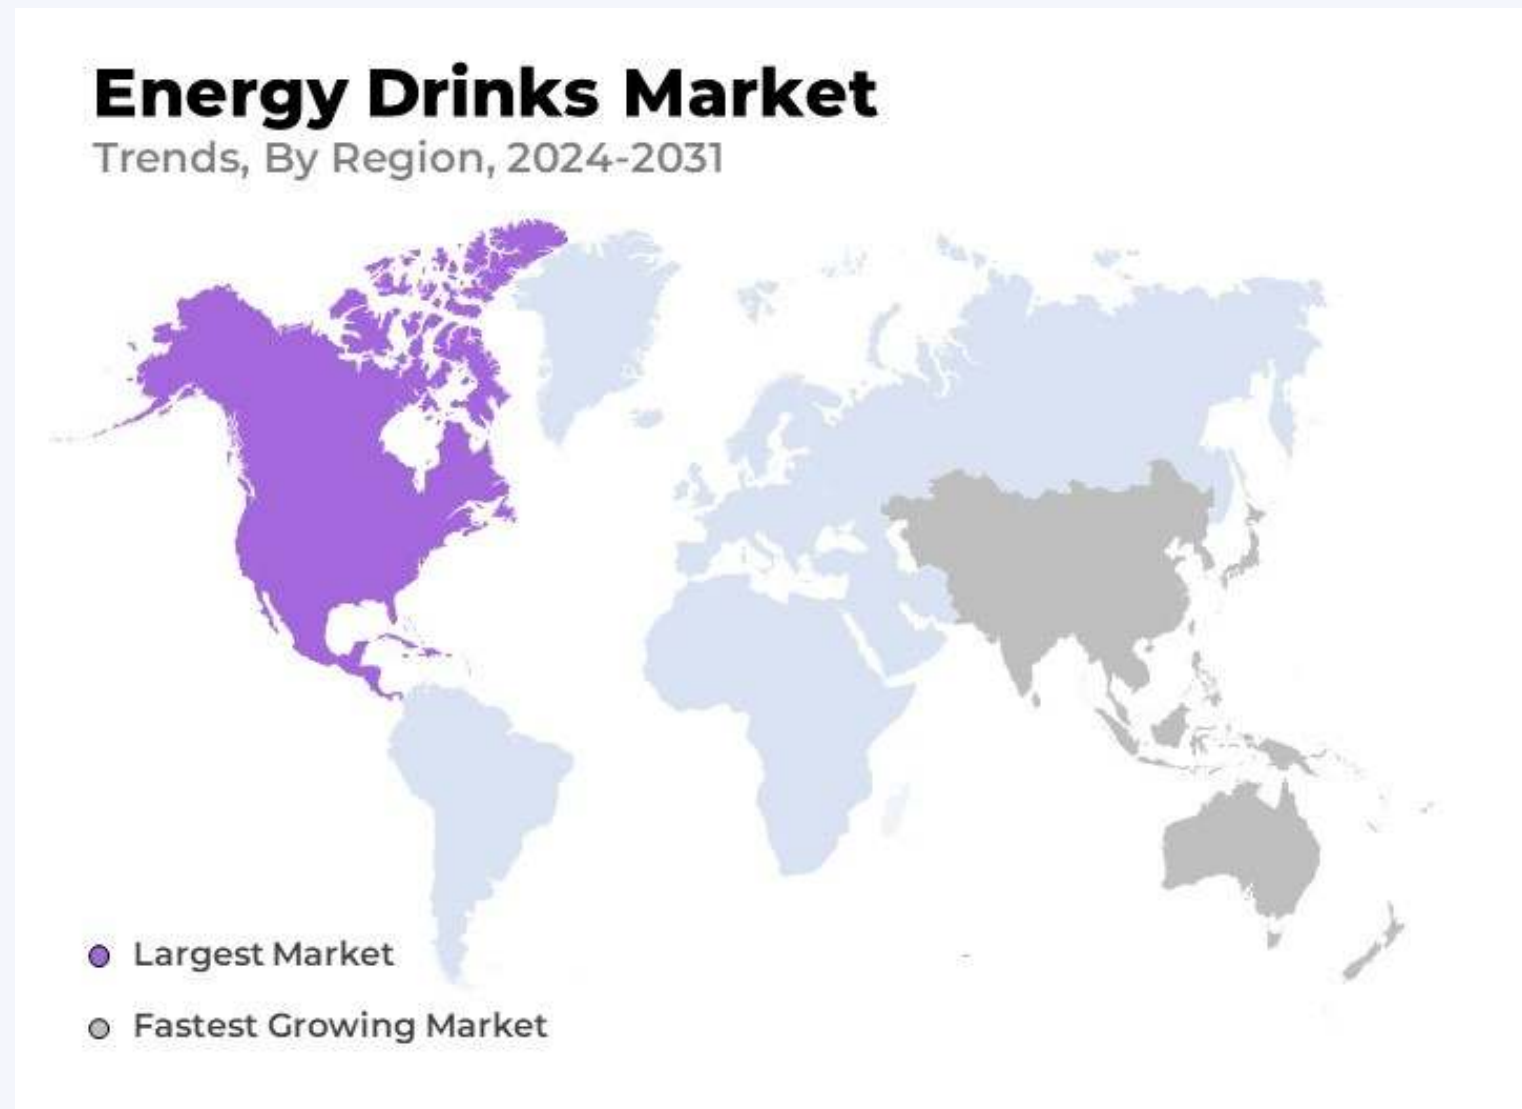 Energy Drinks Market
Trends, By Region, 2024-2031
Largest Market
Fastest Growing Market